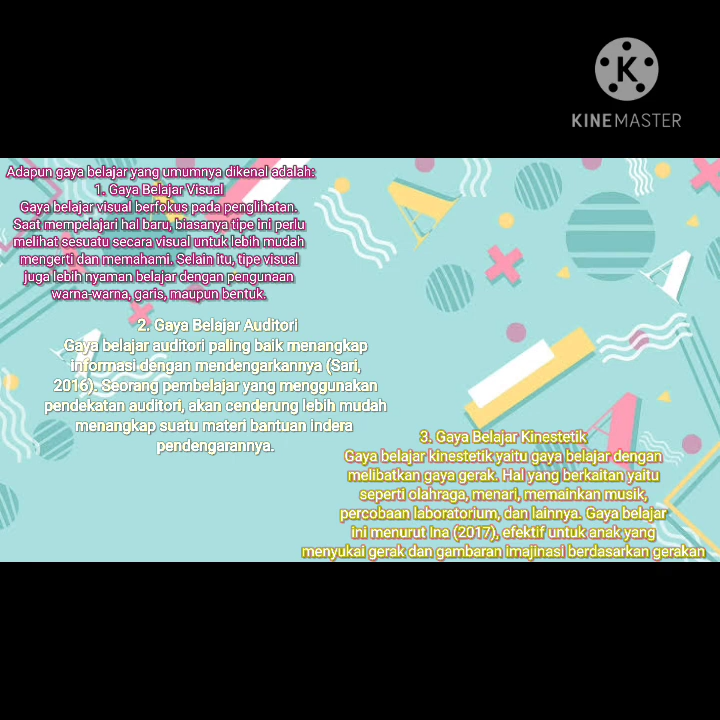 KINEMASTER
Adapun gaya belajar yang umumnya dikenal adalah:
1. Gaya Belajar Visual
Gaya belajar visual berfokus pada penglihatan.
Saat mempelajari hal baru, biasanya tipe ini perlu
melihat sesuatu secara visual untuk lebih mudah
mengerti dan memahami. Selain itu, tipe visual
juga lebih nyaman belajar dengan pengunaan
warna-warna, garis, maupun bentuk.
2. Gaya Belajar Auditori
Gaya belajar auditori paling baik menangkap
informasi dengan mendengarkannya (Sari,
2016). Seorang pembelajar yang menggunakan
pendekatan auditori, akan cenderung lebih mudah
menangkap suatu materi bantuan indera
pendengarannya.
3. Gaya Belajar Kinestetik
Gaya belajar kinestetik yaitu gaya belajar dengan
melibatkan gaya gerak. Hal yang berkaitan yaitu
seperti olahraga, menari, memainkan musik,
percobaan laboratorium, dan lainnya. Gaya belajar
ini menurut Ina (2017), efektif untuk anak yang
menyukai gerak dan gambaran imajinasi berdasarkan gerakan